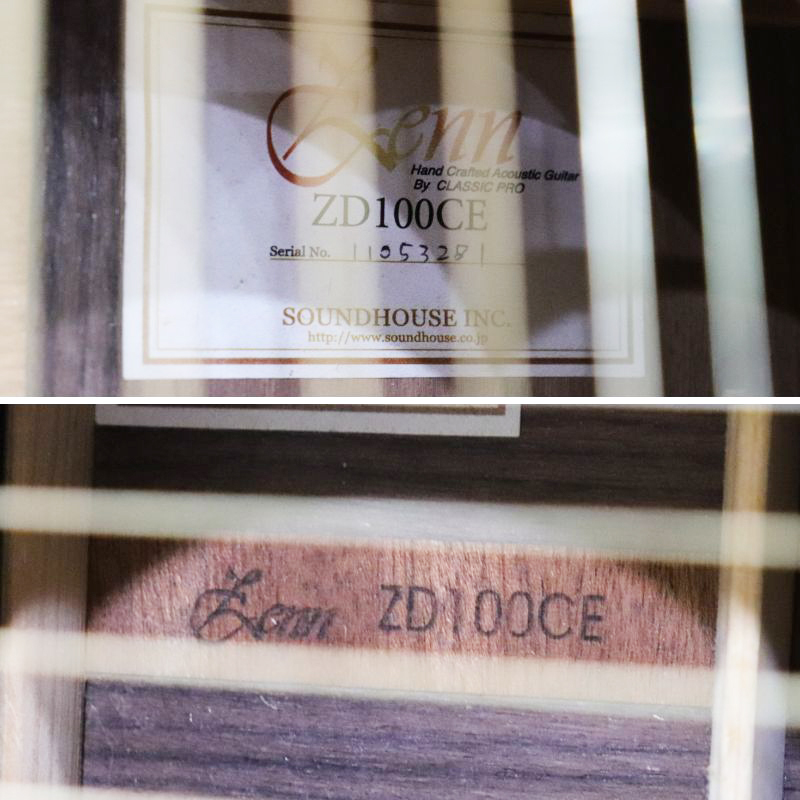 Zenn
Hand Crafted Acoustic Guitar
By CLASSIC PRO
ZD100CE
Serial No. 11053281
SOUNDHOUSE INC.
http://www.soundhouse.co.jp
Zenn ZD100CE